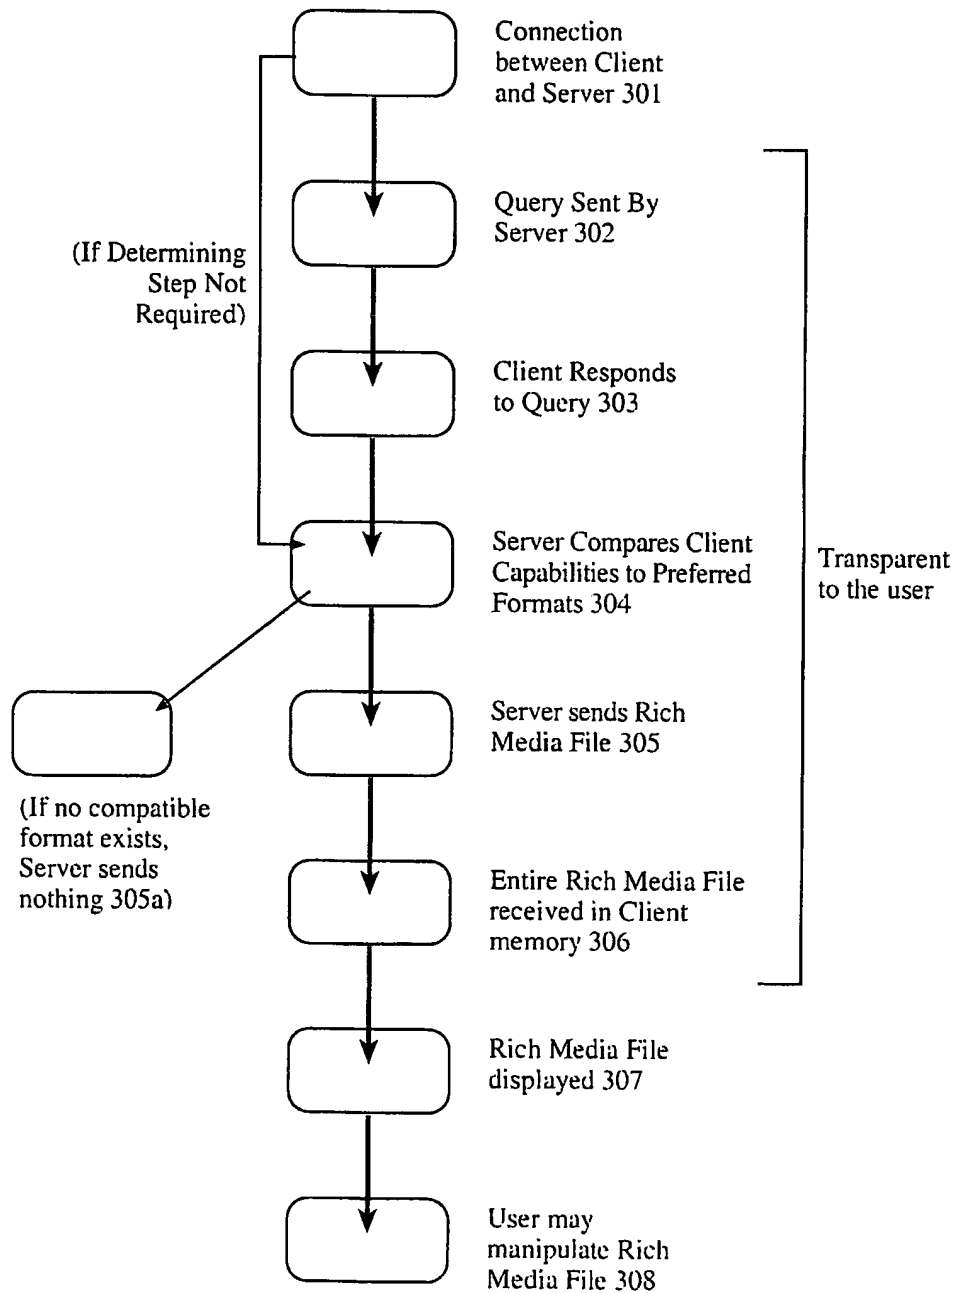 Connection
between Client
and Server 301
Query Sent By
Server 302
(If Determining
Step Not
Required)
Client Responds
to Query 303
Server Compares Client
Capabilities to Preferred
Formats 304
Transparent
to the user
Server sends Rich
Media File 305
(If no compatible
format exists,
Server sends
nothing 305a)
Entire Rich Media File
received in Client
memory 306
Rich Media File
displayed 307
User may
manipulate Rich
Media File 308